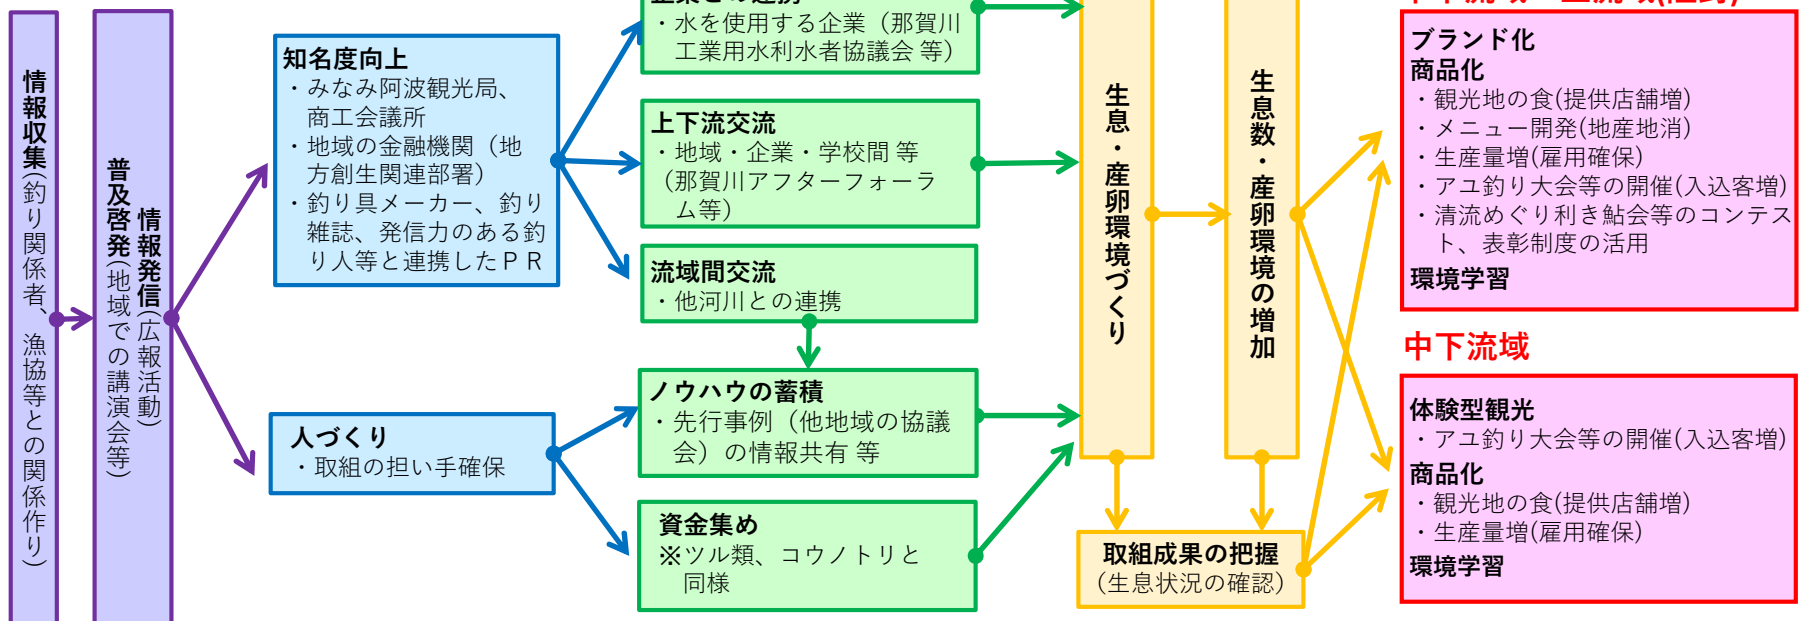 情報収集(釣り関係者、漁協等との関係作り)
情報発信(広報活動)
普及啓発(地域での講演会等)
知名度向上
・みなみ阿波観光局、
商工会議所
・地域の金融機関（地
方創生関連部署）
・釣り具メーカー、釣り
雑誌、発信力のある釣
り人等と連携したＰＲ
人づくり
・取組の担い手確保
・水を使用する企業（那賀川
工業用水利水者協議会 等）
上下流交流
・地域・企業・学校間 等
（那賀川アフターフォーラ
ム等）
流域間交流
・他河川との連携
ノウハウの蓄積
・先行事例（他地域の協議
会）の情報共有 等
資金集め
※ツル類、コウノトリと
同様
生息・産卵環境づくり
生息数・産卵環境の増加
取組成果の把握
（生息状況の確認）
ブランド化
商品化
・観光地の食(提供店舗増)
・メニュー開発(地産地消)
・生産量増(雇用確保)
・アユ釣り大会等の開催(入込客増)
・清流めぐり利き鮎会等のコンテス
ト、表彰制度の活用
環境学習
中下流域
体験型観光
・アユ釣り大会等の開催(入込客増)
商品化
・観光地の食(提供店舗増)
・生産量増(雇用確保)
環境学習